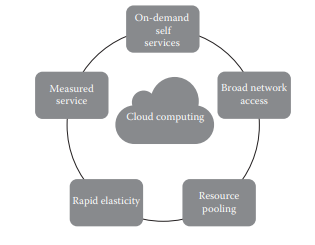 On-demand
self
services
Measured
service
Broad network
access
Cloud computing
Rapid elasticity
Resource
pooling